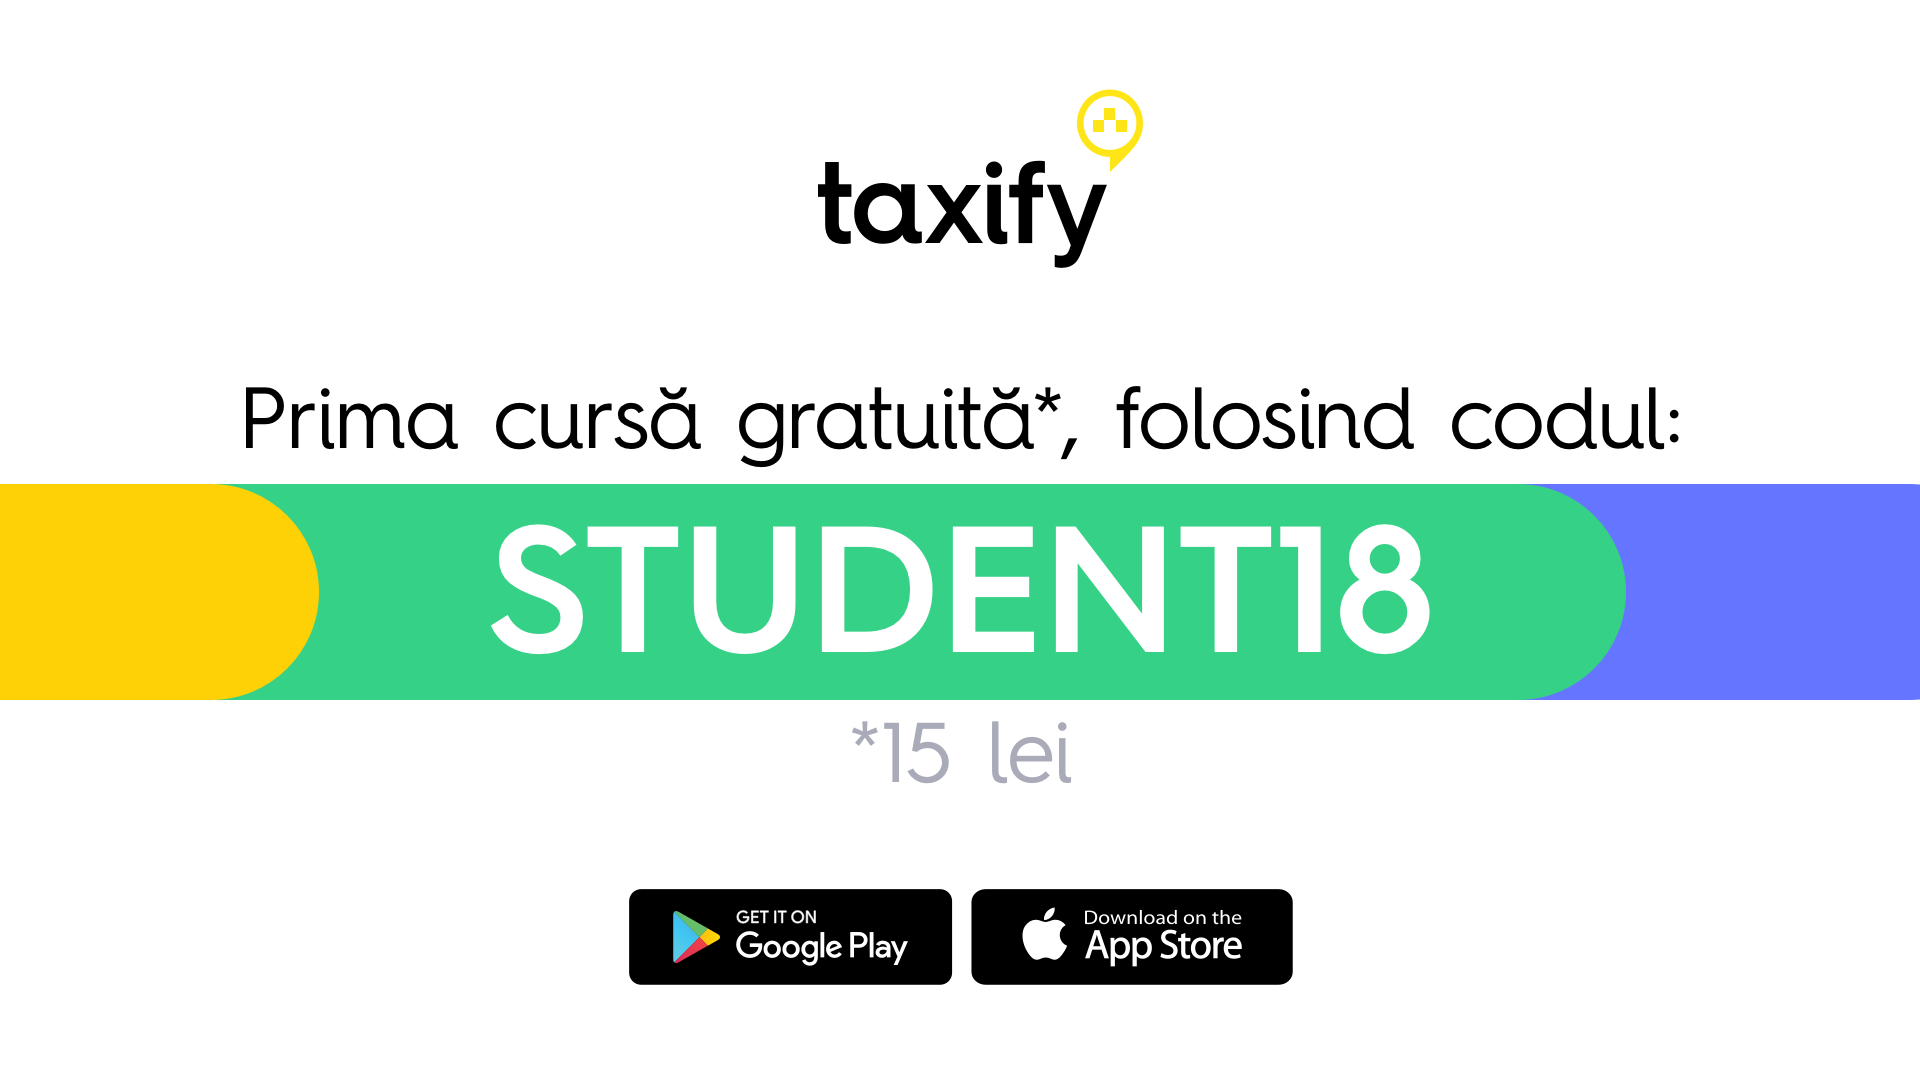 taxify
Prima cursă gratuită*, folosind codul:
STUDENT18
*15 lei
GET IT ON
Google Play
Download on the
App Store